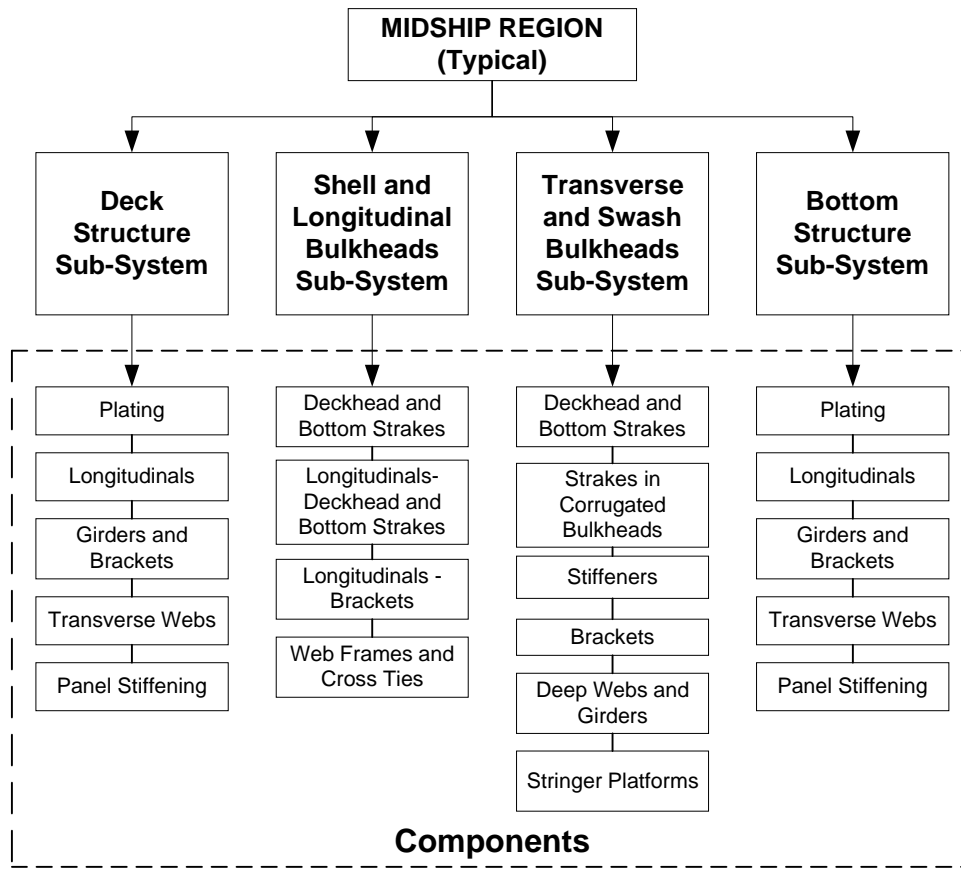 MIDSHIP REGION
(Typical)
Deck
Structure
Sub-System
Shell and
Longitudinal
Bulkheads
Sub-System
Transverse
and Swash
Bulkheads
Sub-System
Bottom
Structure
Sub-System
Plating
Longitudinals
Girders and
Brackets
Transverse Webs
Panel Stiffening
Deckhead and
Bottom Strakes
Longitudinals-
Deckhead and
Bottom Strakes
Longitudinals -
Brackets
Web Frames and
Cross Ties
Deckhead and
Bottom Strakes
Strakes in
Corrugated
Bulkheads
Stiffeners
Brackets
Deep Webs and
Girders
Stringer Platforms
Plating
Longitudinals
Girders and
Brackets
Transverse Webs
Panel Stiffening
Components